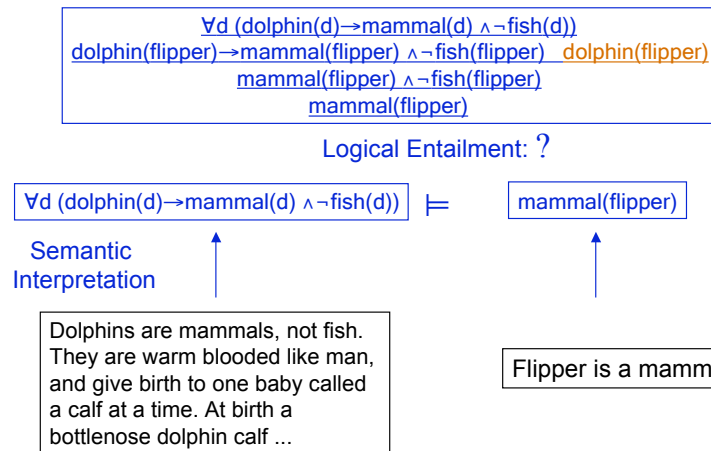 ∀d (dolphin(d)→mammal(d) ∧¬fish(d))
dolphin(flipper)→mammal(flipper) ∧¬fish(flipper) dolphin(flipper)
mammal(flipper) ∧¬fish(flipper)
mammal(flipper)
Logical Entailment: ?
∀d (dolphin(d)→mammal(d) ∧¬fish(d)) ⊨ mammal(flipper)
Semantic
Interpretation
Dolphins are mammals, not fish.
They are warm blooded like man,
and give birth to one baby called
a calf at a time. At birth a
bottlenose dolphin calf ...
Flipper is a mamm